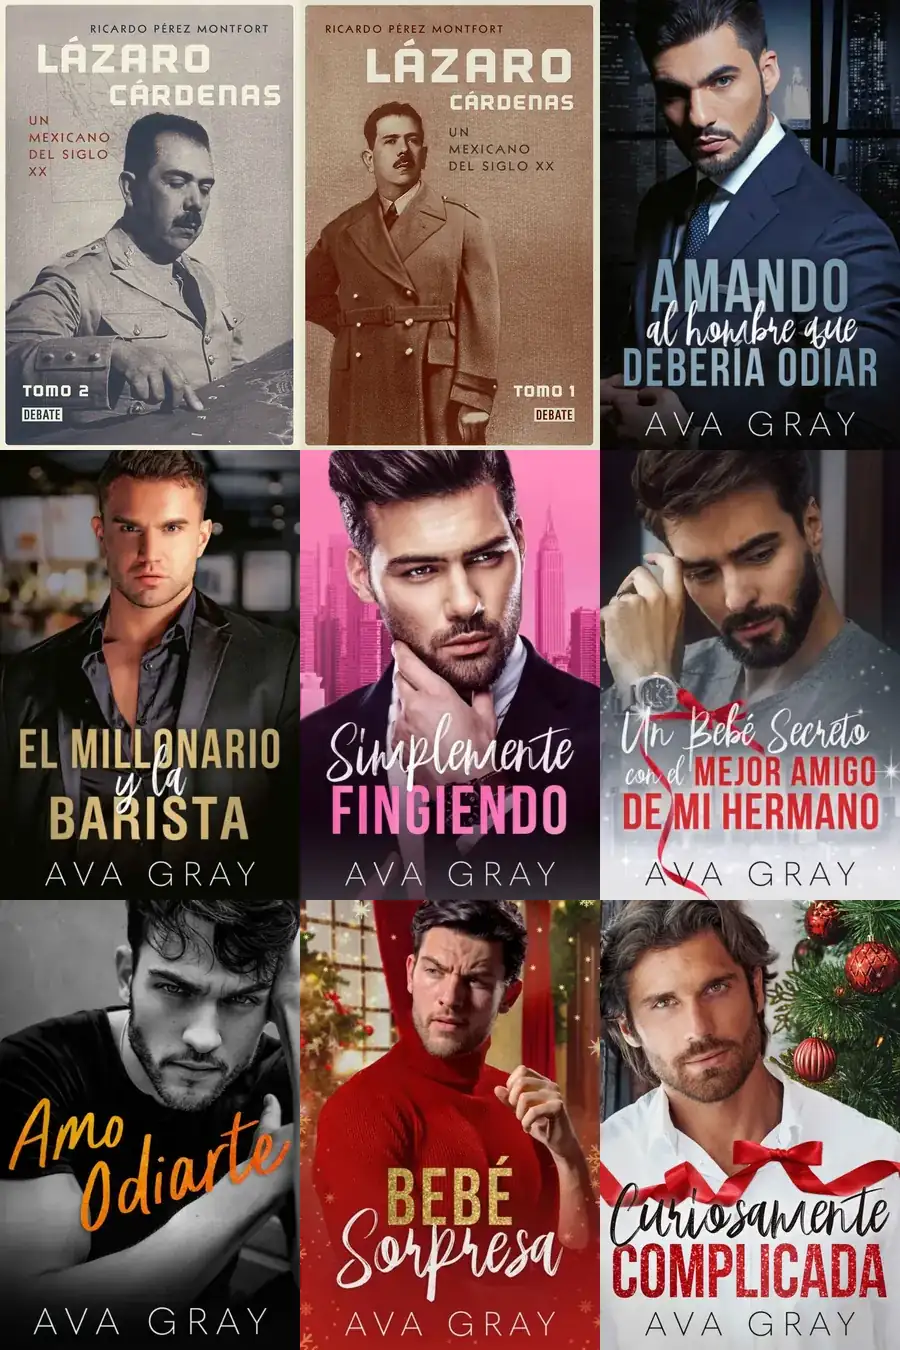 RICARDO PÉREZ MONTFORT
LÁZARO
CÁRDENAS
UN
MEXICANO
DEL SIGLO
XX
TOMO 2
DEBATE
RICARDO PÉREZ MONTFORT
LÁZARO
CÁRDENAS
UN
MEXICANO
DEL SIGLO XX
TOMO 1
DEBATE
AMANDO
al hombre que
DEBERÍA ODIAR
AVA GRAY
EL MILLONARIO
y la
BARISTA
AVA GRAY
Simplemente
FINGIENDO
AVA GRAY
Un Bebé Secreto
con el MEJOR AMIGO
DE MI HERMANO
AVA GRAY
Amo
Odiarte
AVA GRAY
BEBÉ
Sorpresa
AVA GRAY
Curiosamente
COMPLICADA
AVA GRAY